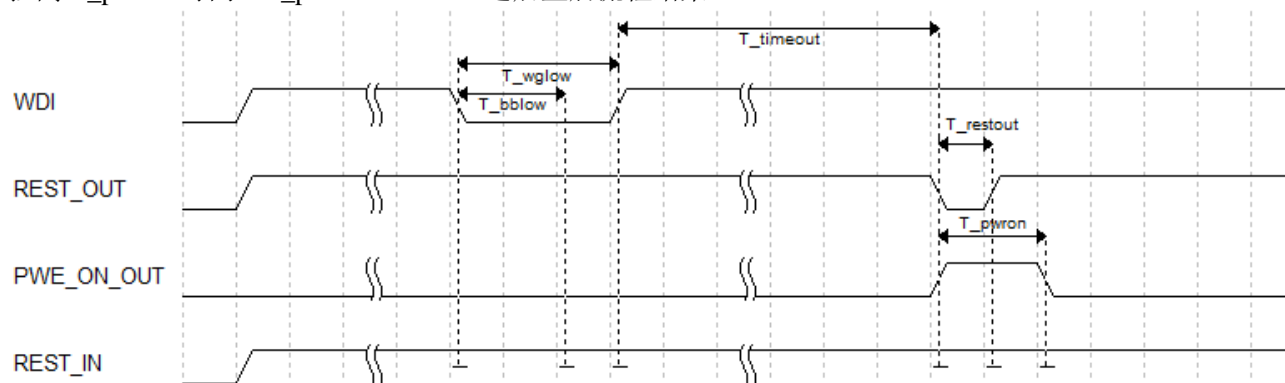 T_timeout
T_wglow
WDI
T_bblow
T_restout
REST_OUT
T_pwron
PWE_ON_OUT
REST_IN